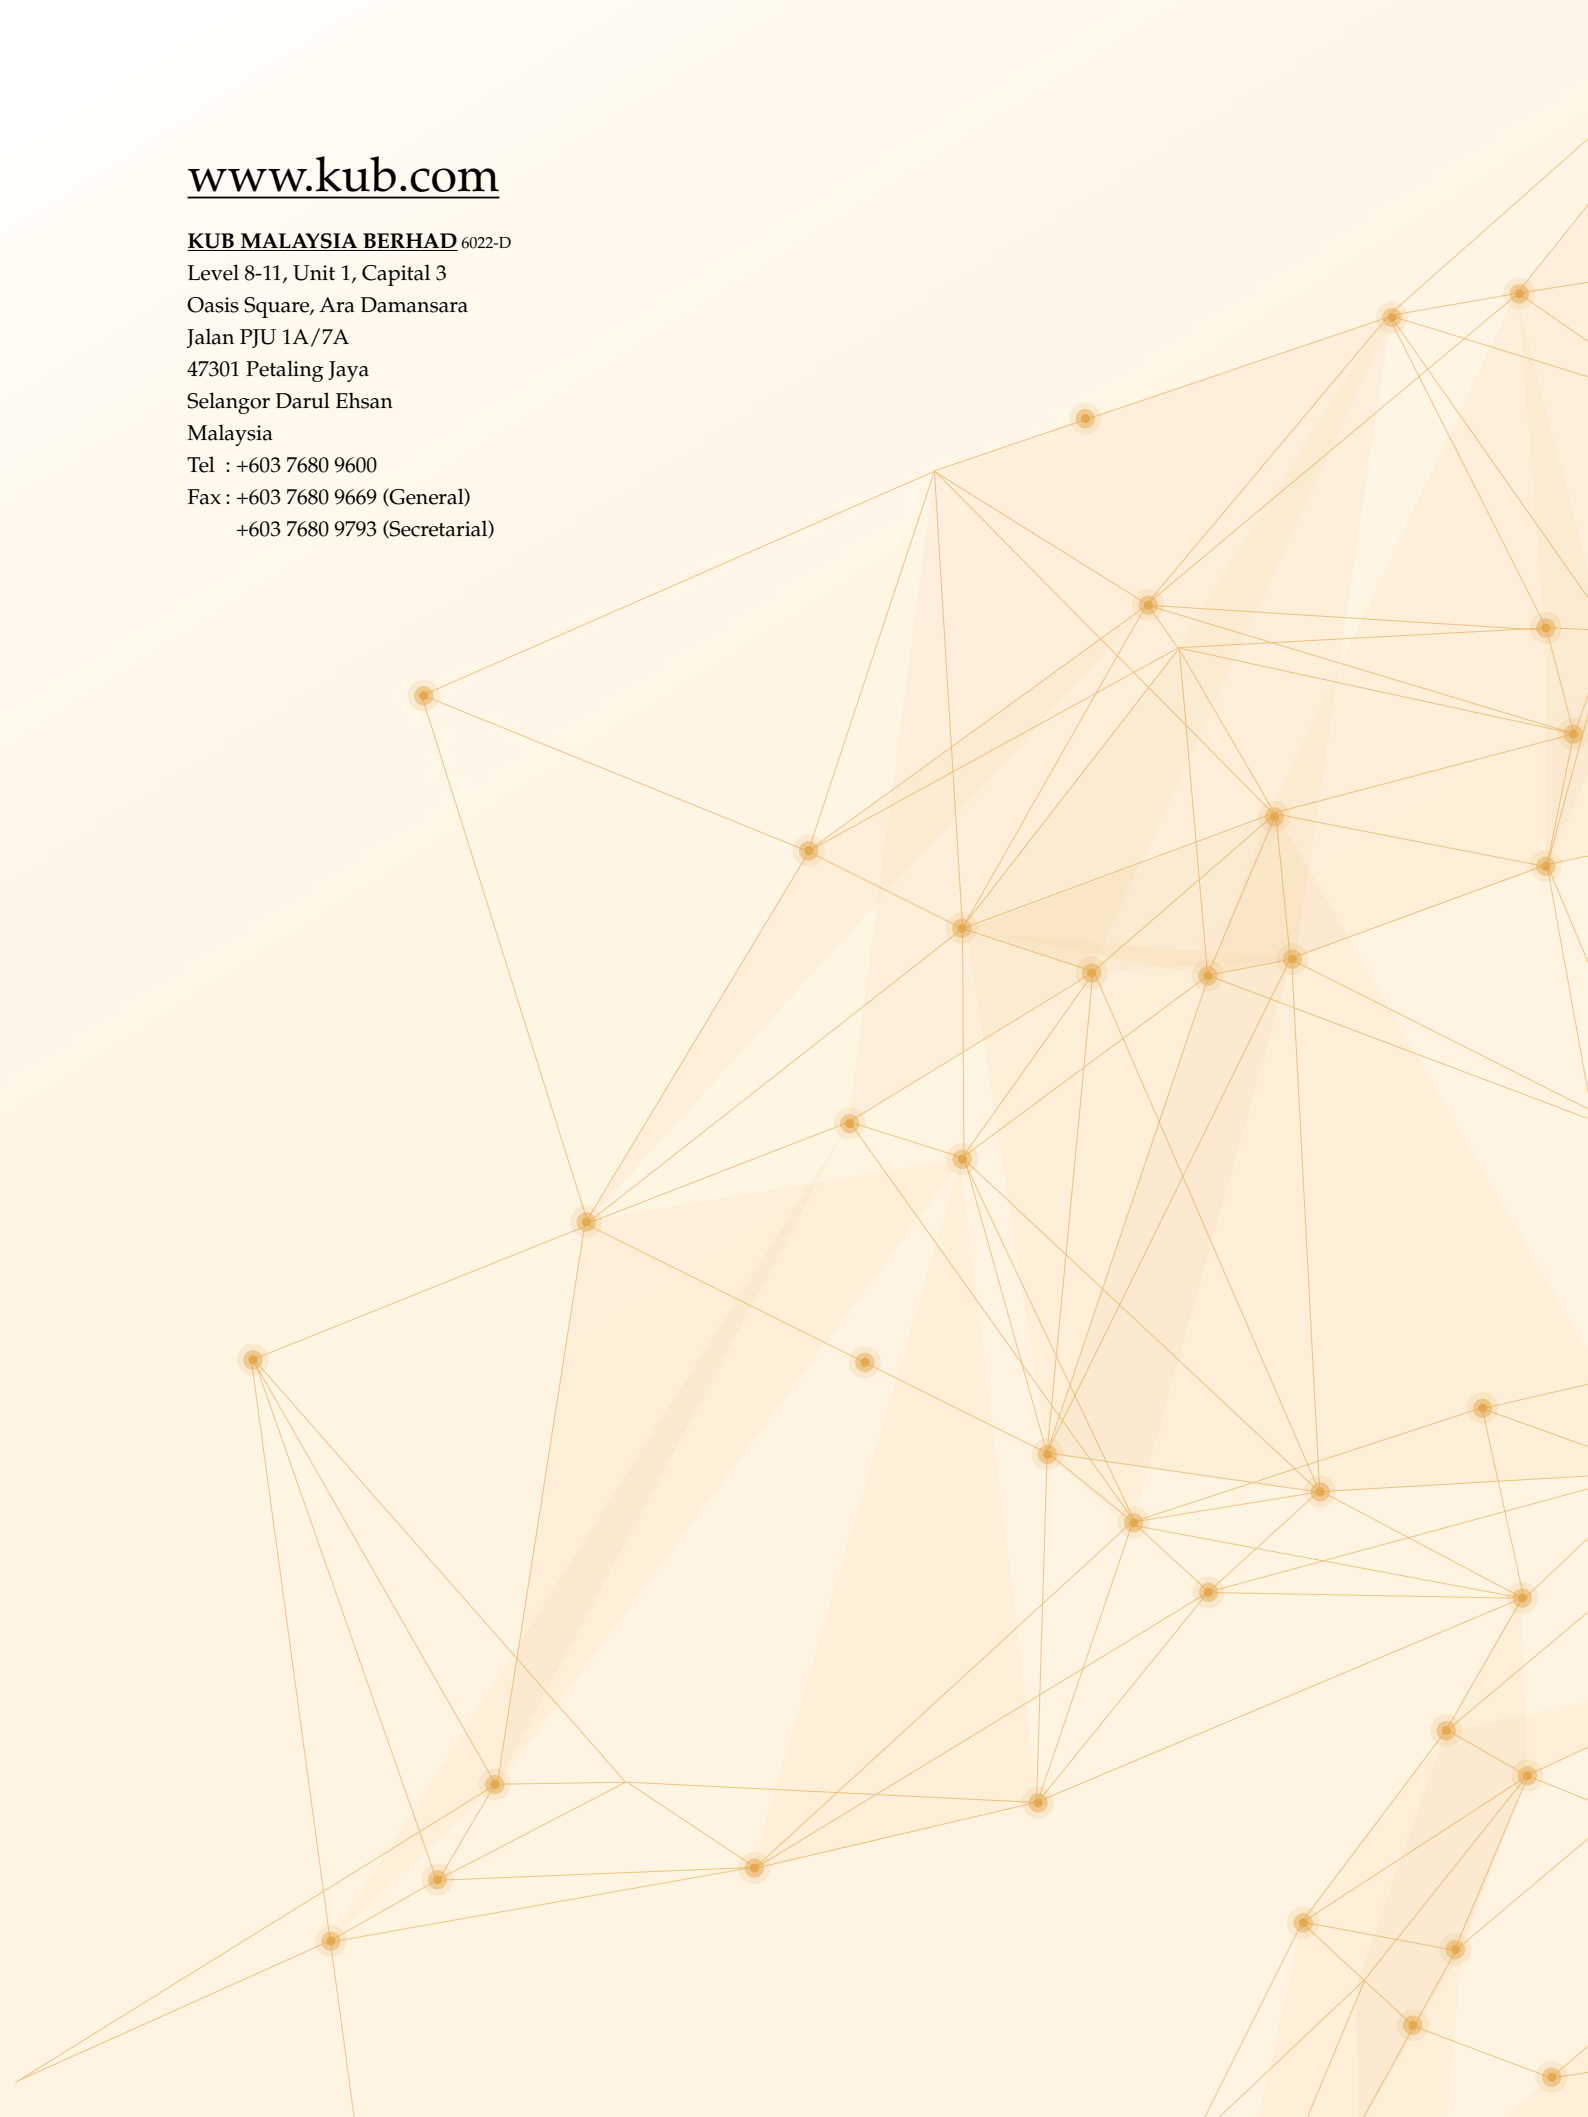 www.kub.com
KUB MALAYSIA BERHAD 6022-D
Level 8-11, Unit 1, Capital 3
Oasis Square, Ara Damansara
Jalan PJU 1A/7A
47301 Petaling Jaya
Selangor Darul Ehsan
Malaysia
Tel : +603 7680 9600
Fax : +603 7680 9669 (General)
+603 7680 9793 (Secretarial)